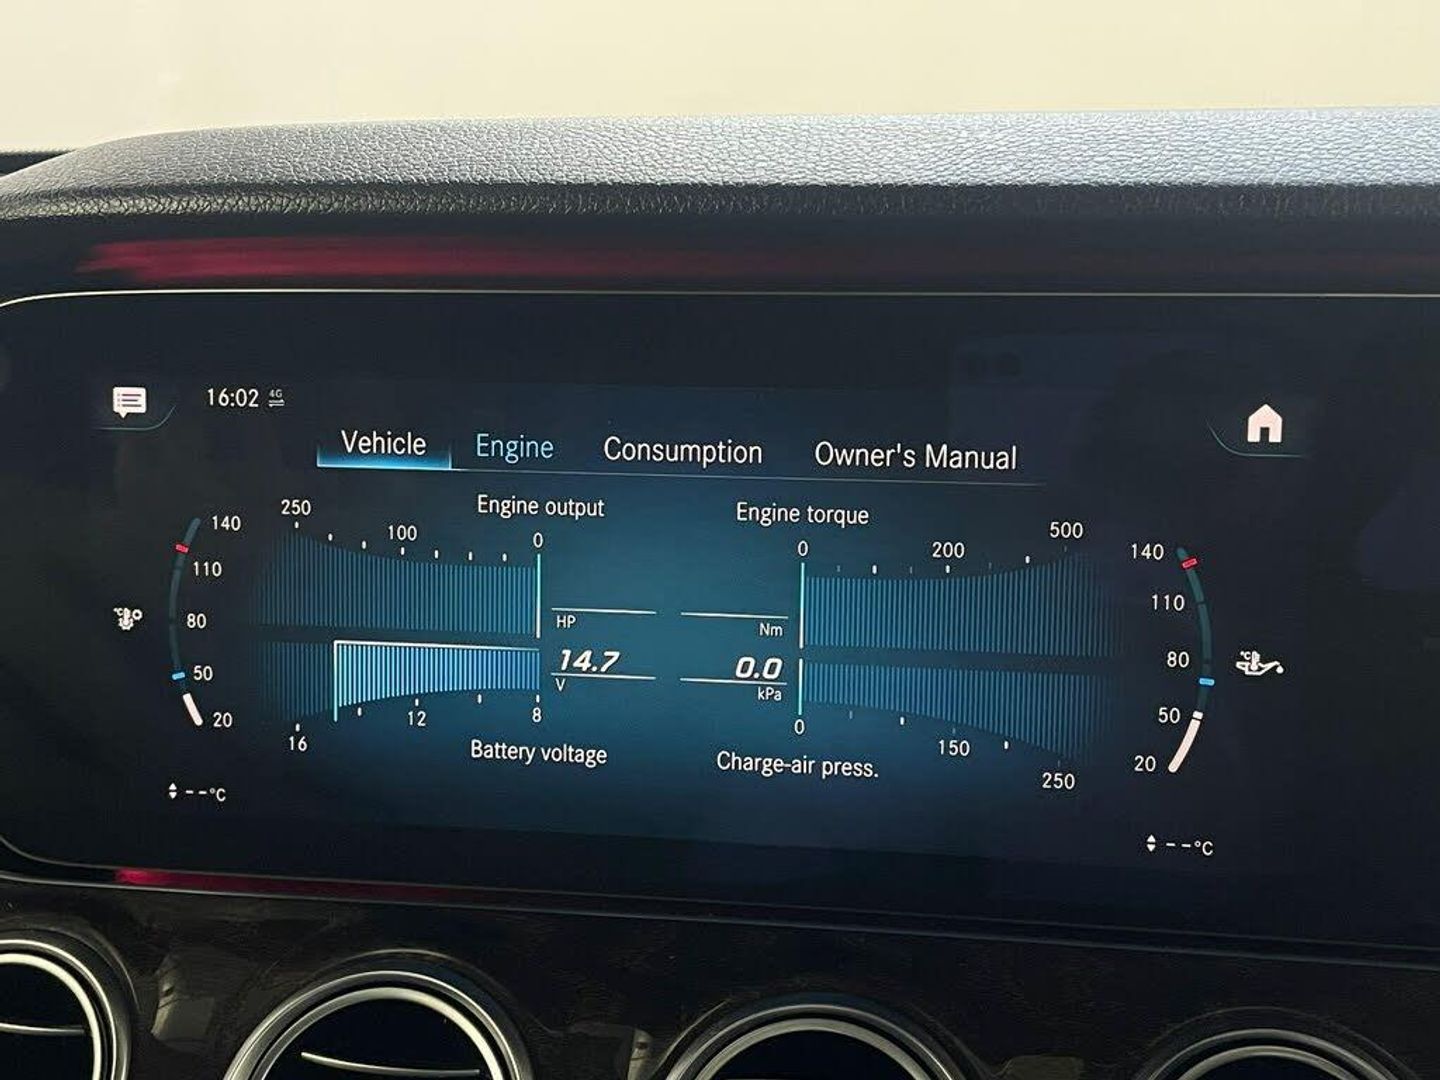 16:02 4G
Vehicle Engine Consumption Owner's Manual
Engine output Engine torque
250 100 0 0 200 500
140 140
110 110
80 80
50 50
20 20
HP Nm
14.7 0.0
V kPa
16 12 8 0 150 250
Battery voltage Charge-air press.
--°C --°C
°C °C